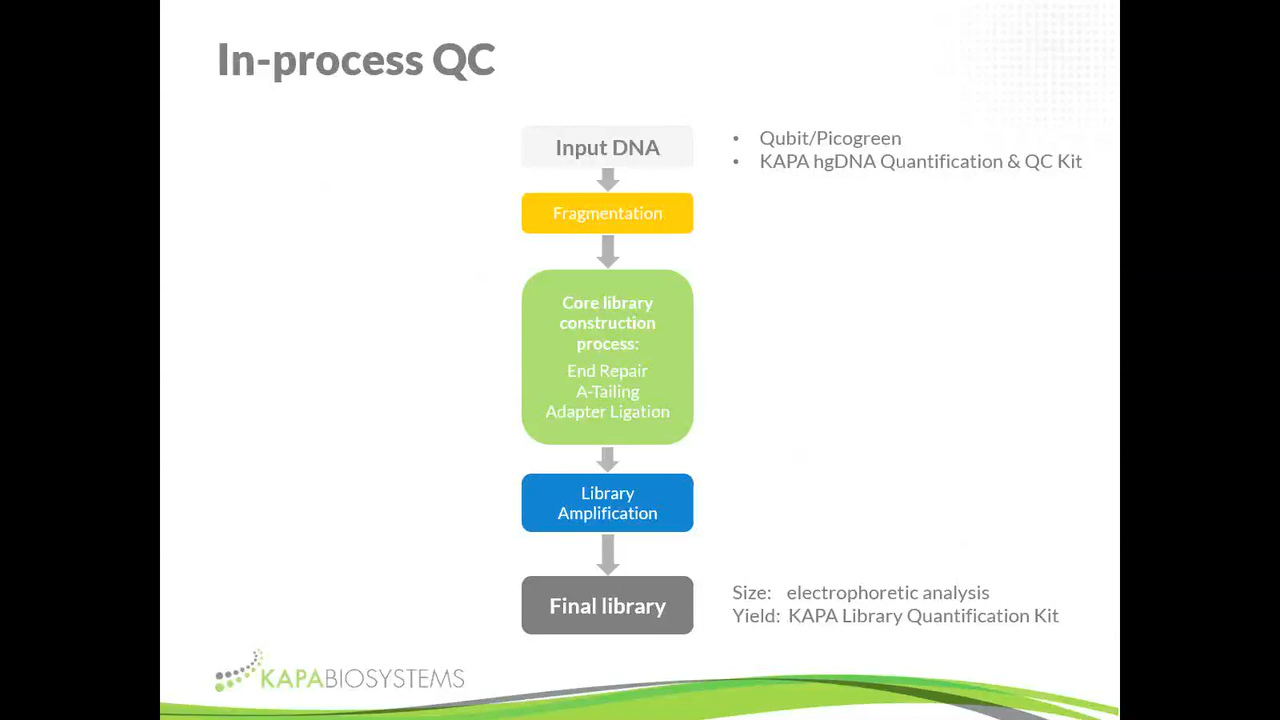 In-process QC
Input DNA
• Qubit/Picogreen
• KAPA hgDNA Quantification & QC Kit
Fragmentation
Core library
construction
process:
End Repair
A-Tailing
Adapter Ligation
Library
Amplification
Final library
Size: electrophoretic analysis
Yield: KAPA Library Quantification Kit
KAPABIOSYSTEMS